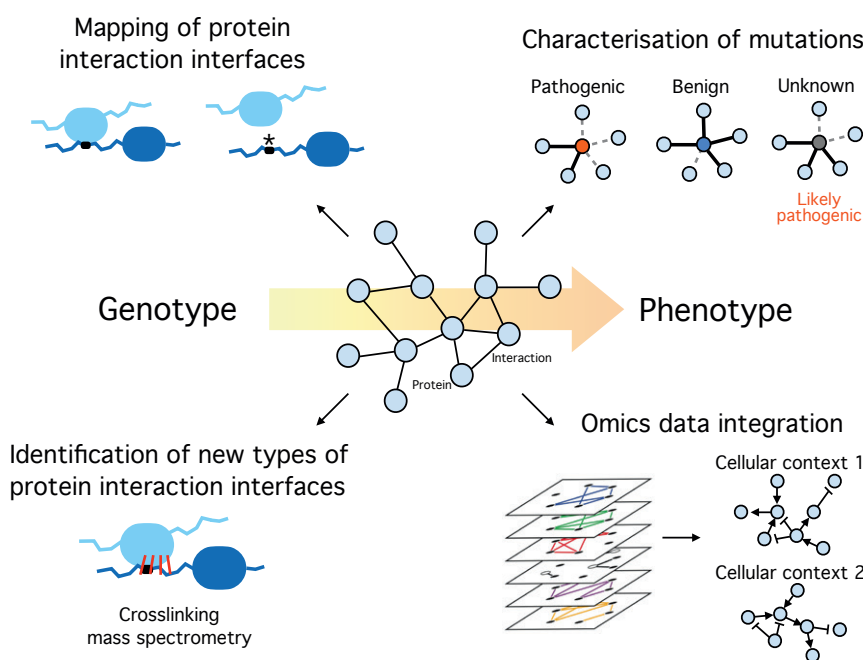 Mapping of protein
interaction interfaces
*
Characterisation of mutations
Pathogenic
Benign
Unknown
Likely
pathogenic
Genotype
Phenotype
Protein
Interaction
Identification of new types of
protein interaction interfaces
Crosslinking
mass spectrometry
Omics data integration
Cellular context 1
Cellular context 2